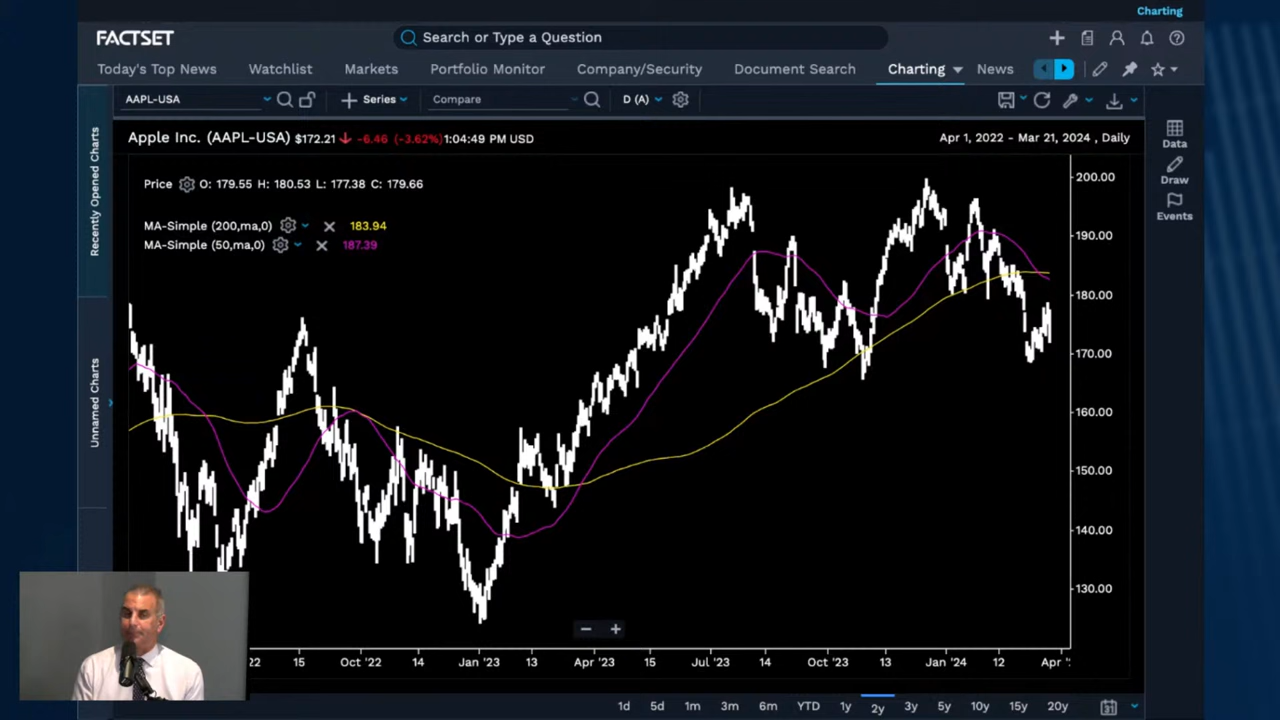 Charting
FACTSET
Search or Type a Question
Today's Top News Watchlist Markets Portfolio Monitor Company/Security Document Search Charting News
AAPL-USA Series Compare D (A)
Apple Inc. (AAPL-USA) $172.21 -6.46 (-3.62%) 1:04:49 PM USD Apr 1, 2022 - Mar 21, 2024 , Daily
Price O: 179.55 H: 180.53 L: 177.38 C: 179.66
MA-Simple (200,ma,0) 183.94
MA-Simple (50,ma,0) 187.39
Recently Opened Charts
Unnamed Charts
Data
Draw
Events
200.00
190.00
180.00
170.00
160.00
150.00
140.00
130.00
22 15 Oct '22 14 Jan '23 13 Apr '23 15 Jul '23 14 Oct '23 13 Jan '24 12 Apr '
1d 5d 1m 3m 6m YTD 1y 2y 3y 5y 10y 15y 20y
31